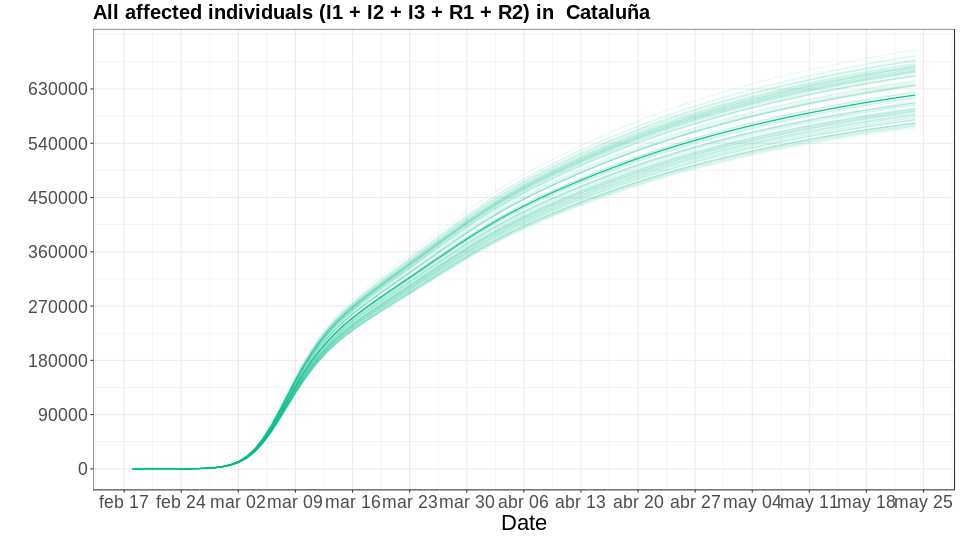 All affected individuals (I1 + I2 + I3 + R1 + R2) in  Cataluña
630000
540000
450000
360000
270000
180000
90000
0
feb 17 feb 24 mar 02 mar 09 mar 16 mar 23 mar 30 abr 06 abr 13 abr 20 abr 27 may 04 may 11 may 18 may 25
Date